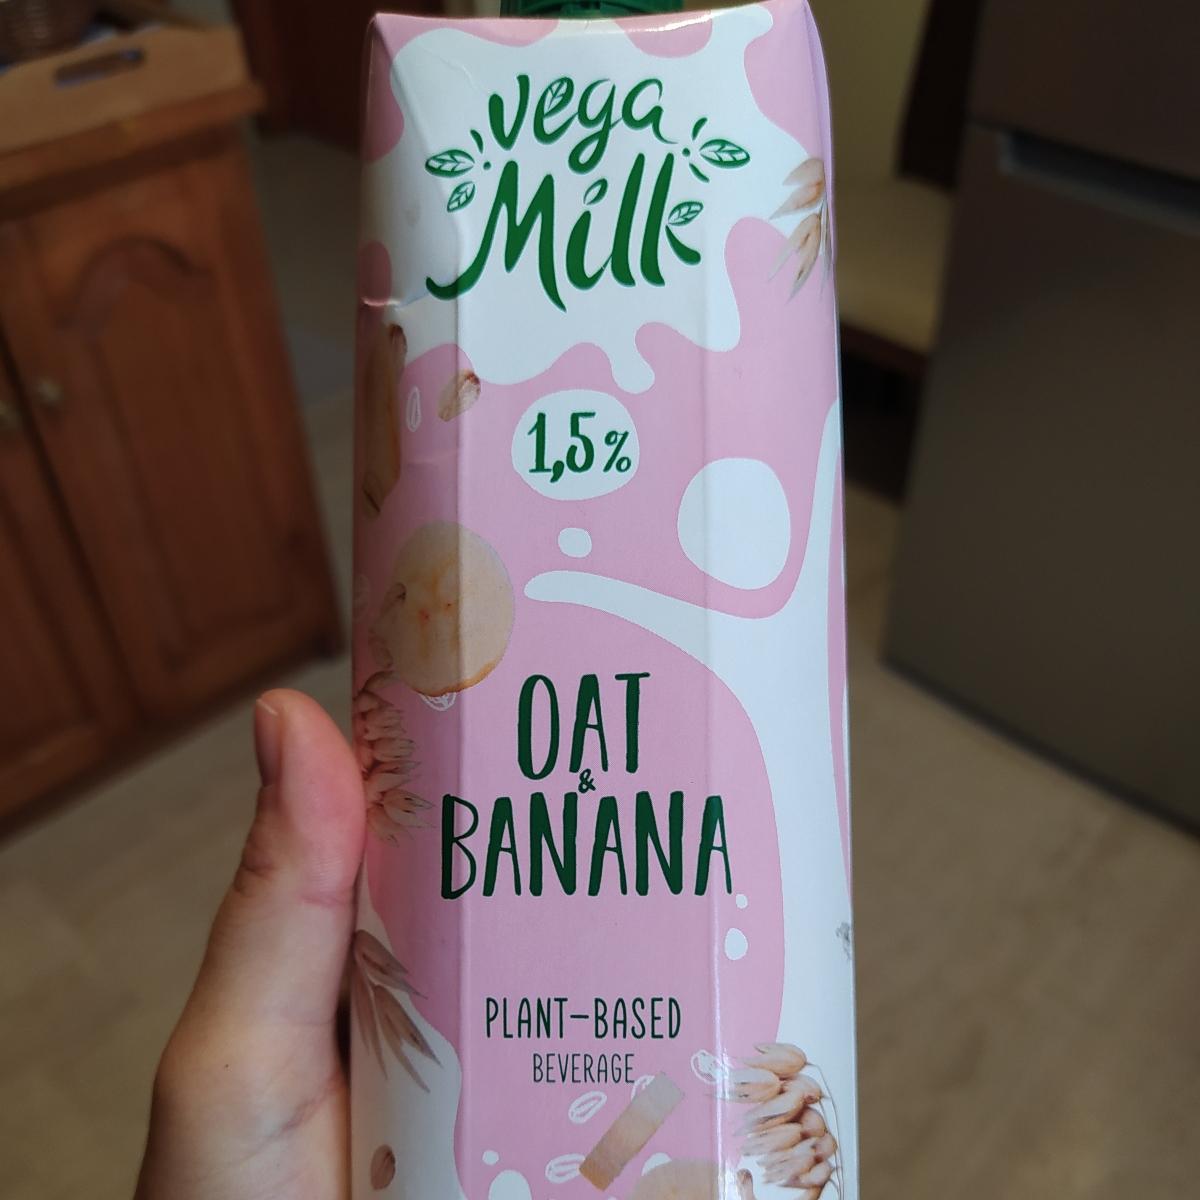 vega
Milk
1,5%
OAT
&
BANANA
PLANT-BASED
BEVERAGE